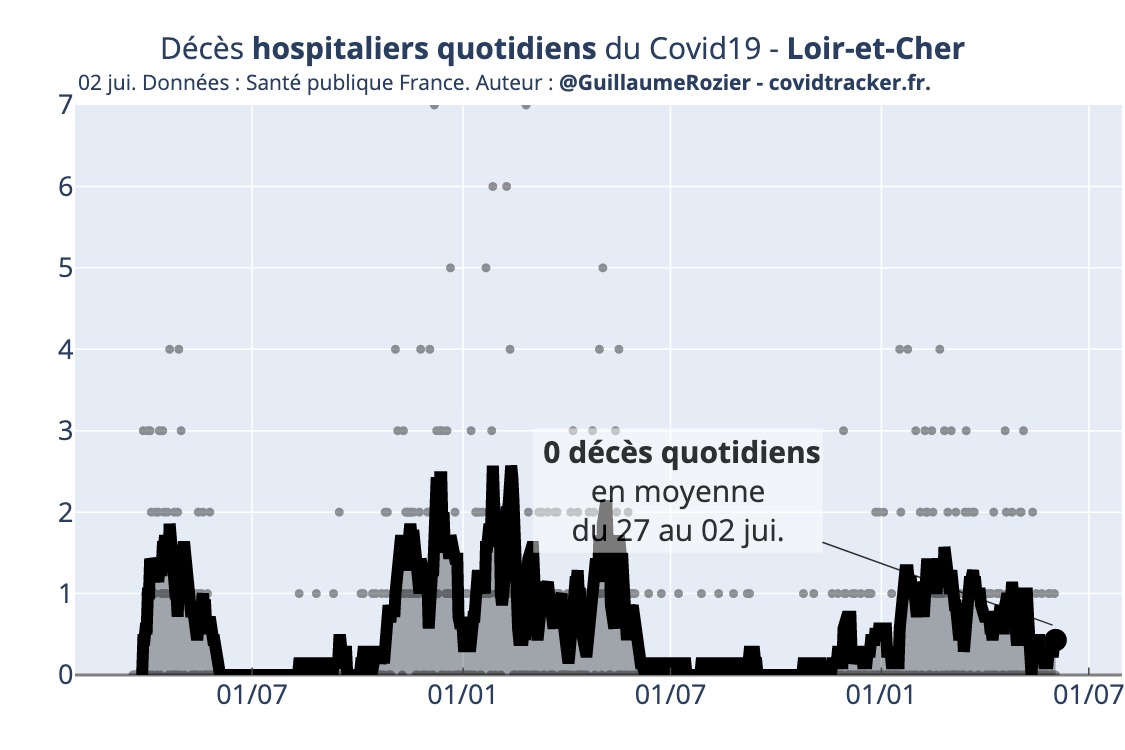 Décès hospitaliers quotidiens du Covid19 - Loir-et-Cher
02 jui. Données : Santé publique France. Auteur : @GuillaumeRozier - covidtracker.fr.
7
6
5
4
3
0 décès quotidiens
en moyenne
2
du 27 au 02 jui.
1
0
01/07 01/01 01/07 01/01 01/07